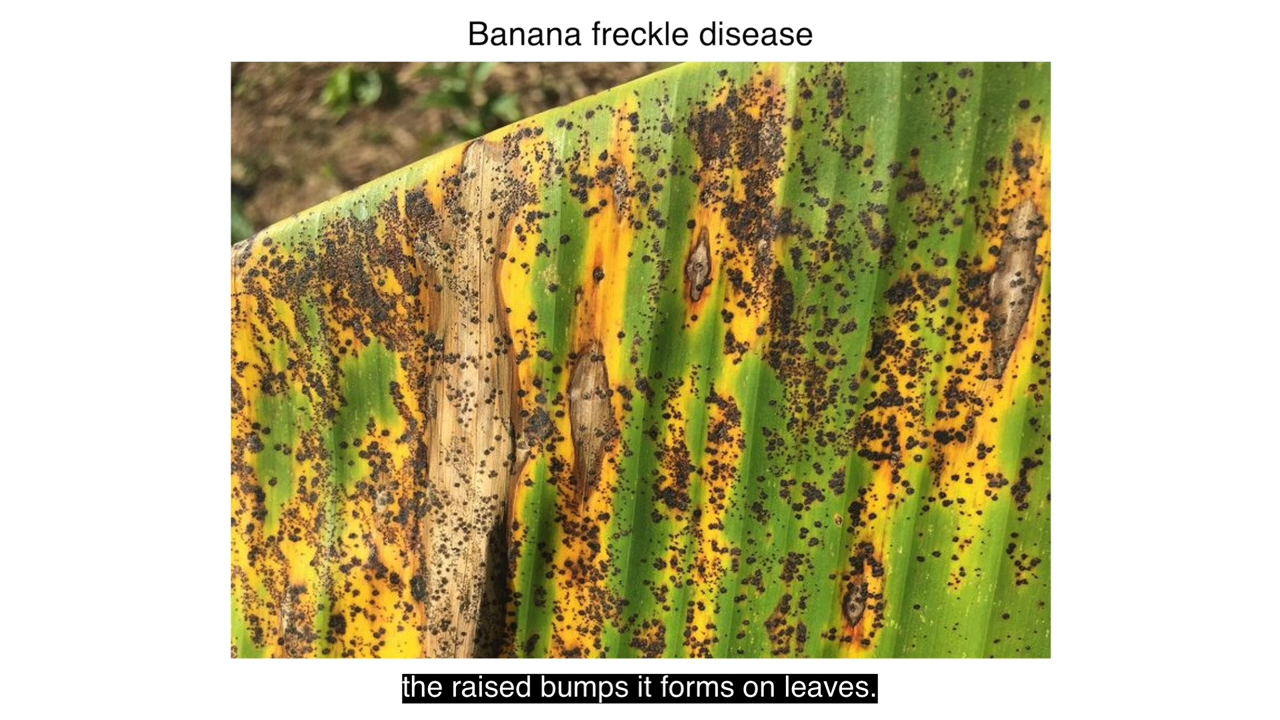 Banana freckle disease
the raised bumps it forms on leaves.